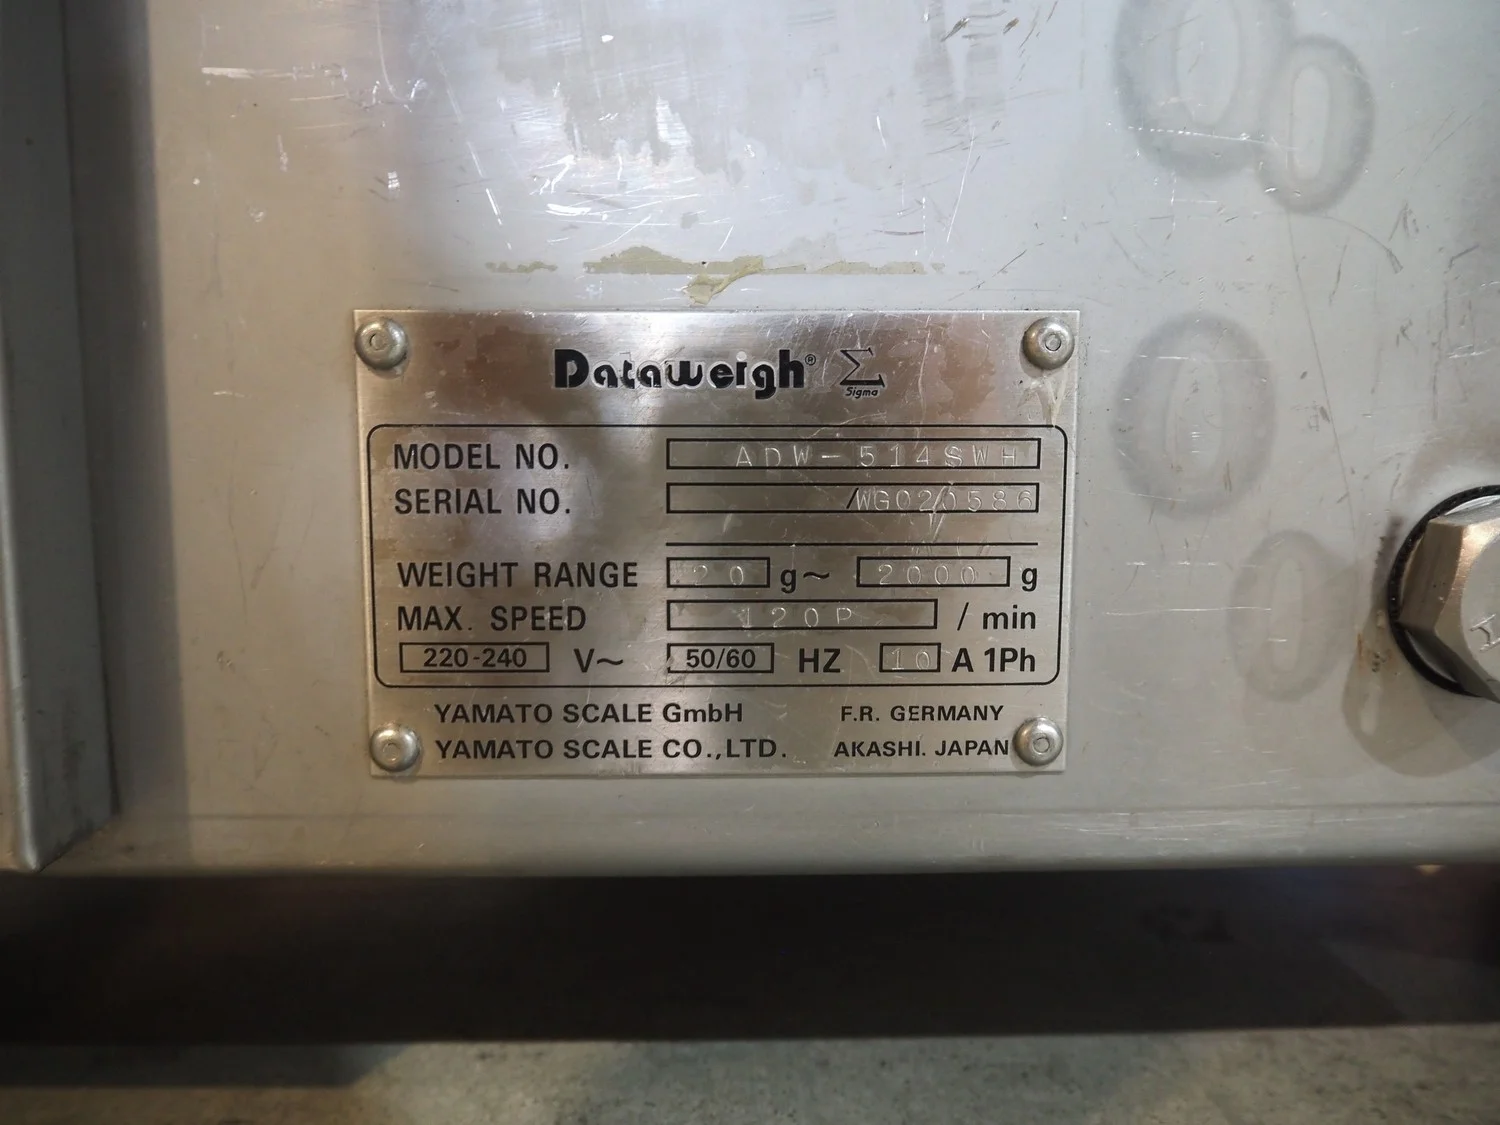 Dataweigh® Σ
Sigma
MODEL NO. ADW-514SWH
SERIAL NO. /WG020586
WEIGHT RANGE 20 g~ 2000 g
MAX. SPEED 120P / min
220-240 V~ 50/60 HZ 10 A 1Ph
YAMATO SCALE GmbH F.R. GERMANY
YAMATO SCALE CO.,LTD. AKASHI. JAPAN